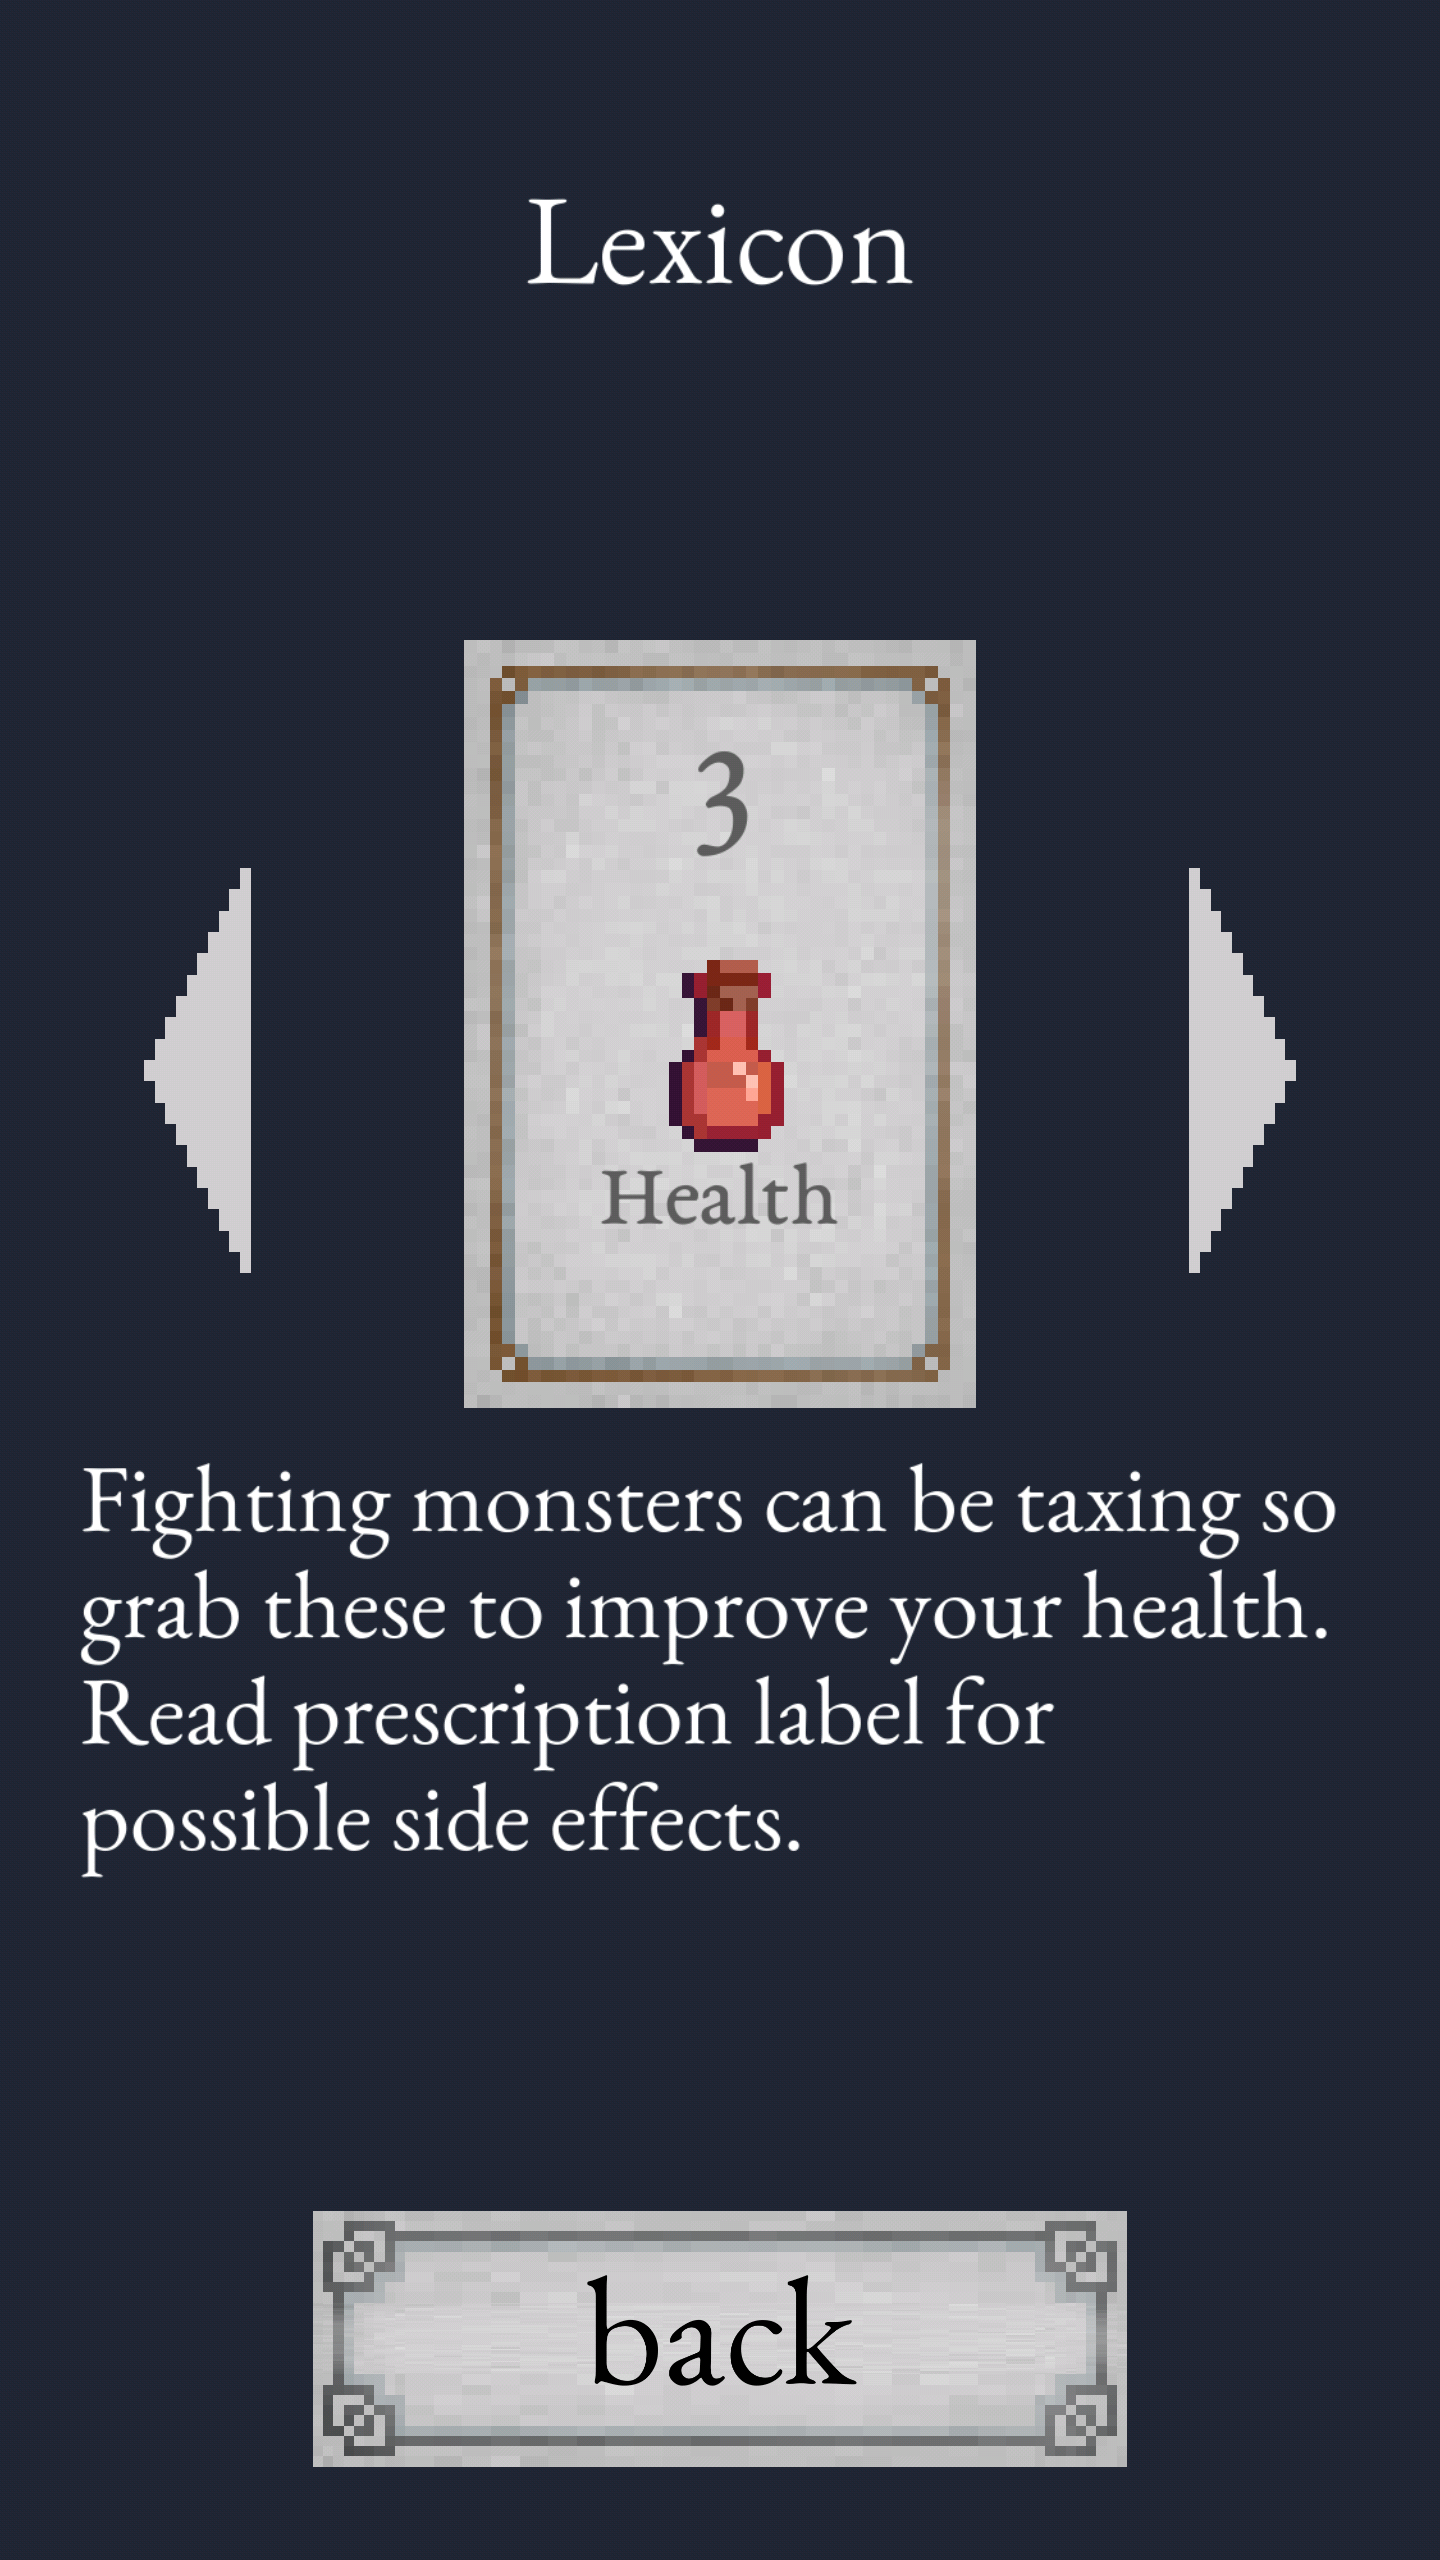 Lexicon
3
Health
Fighting monsters can be taxing so
grab these to improve your health.
Read prescription label for
possible side effects.
back